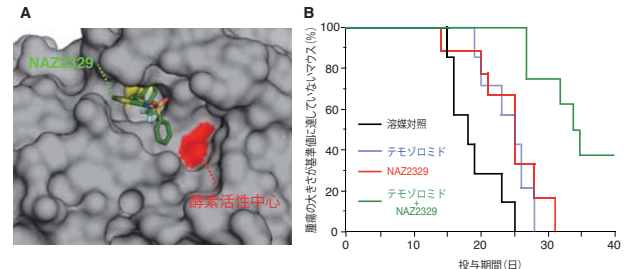 A
NAZ2329
酵素活性中心
B
腫瘍の大きさが基準値に達していないマウス(%)
100
80
60
40
20
0
溶媒対照
テモゾロミド
NAZ2329
テモゾロミド
+
NAZ2329
0 10 20 30 40
投与期間(日)